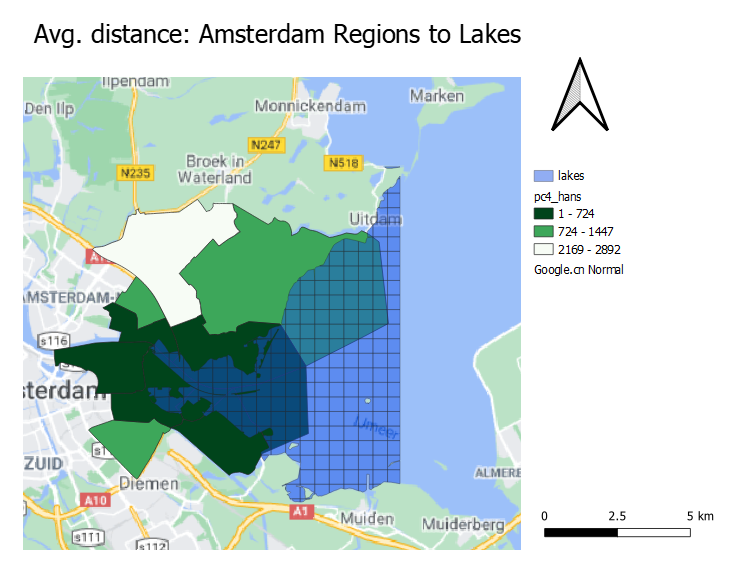 Avg. distance: Amsterdam Regions to Lakes
Ilpendam
Marken
Den Ilp
Monnickendam
N247
Broek in
Waterland
N518
N235
lakes
pc4_hans
1 - 724
724 - 1447
2169 - 2892
Google.cn Normal
Uitdam
AMSTERDAM-
s116
sterdam
IJmeer
ZUID
Diemen
ALMERE
A10
A1
Muiden
Muiderberg
s111
s112
0 2.5 5 km